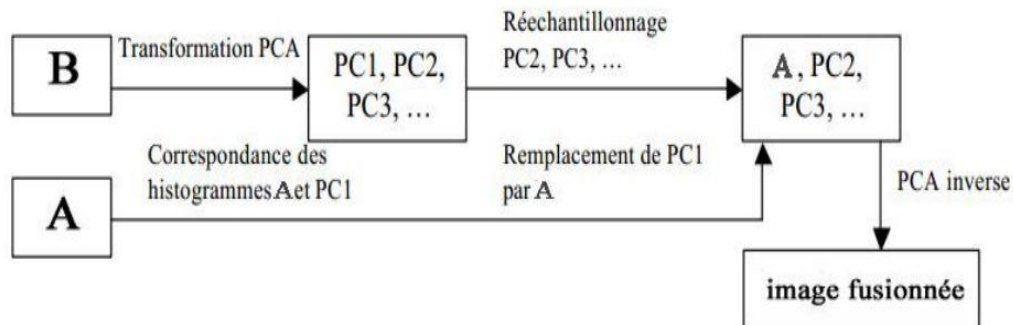 B
Transformation PCA
PC1, PC2,
PC3, ...
Réechantillonnage
PC2, PC3, ...
A, PC2,
PC3, ...
A
Correspondance des
histogrammes A et PC1
Remplacement de PC1
par A
PCA inverse
image fusionnée